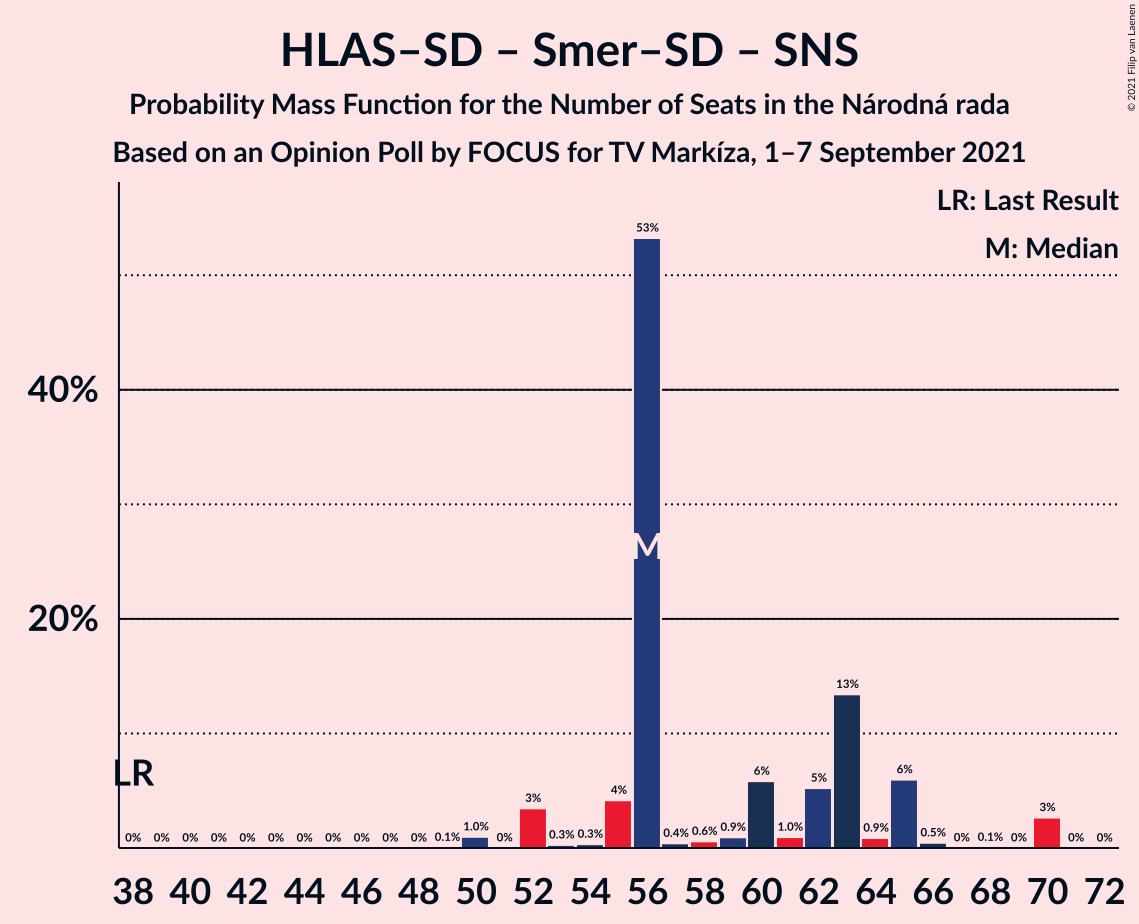 HLAS–SD – Smer–SD – SNS
Probability Mass Function for the Number of Seats in the Národná rada
Based on an Opinion Poll by FOCUS for TV Markíza, 1–7 September 2021
© 2021 Filip van Laenen
LR: Last Result
M: Median
53%
40%
M
20%
13%
LR
6% 5% 6%
3% 4% 3%
0% 0% 0% 0% 0% 0% 0% 0% 0% 0% 0% 0.1% 1.0% 0% 0.3% 0.3% 0.4% 0.6% 0.9% 1.0% 0.9% 0.5% 0% 0.1% 0% 0% 0%
38 40 42 44 46 48 50 52 54 56 58 60 62 64 66 68 70 72